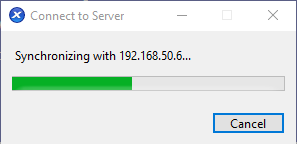 Connect to Server
Synchronizing with 192.168.50.6...
Cancel